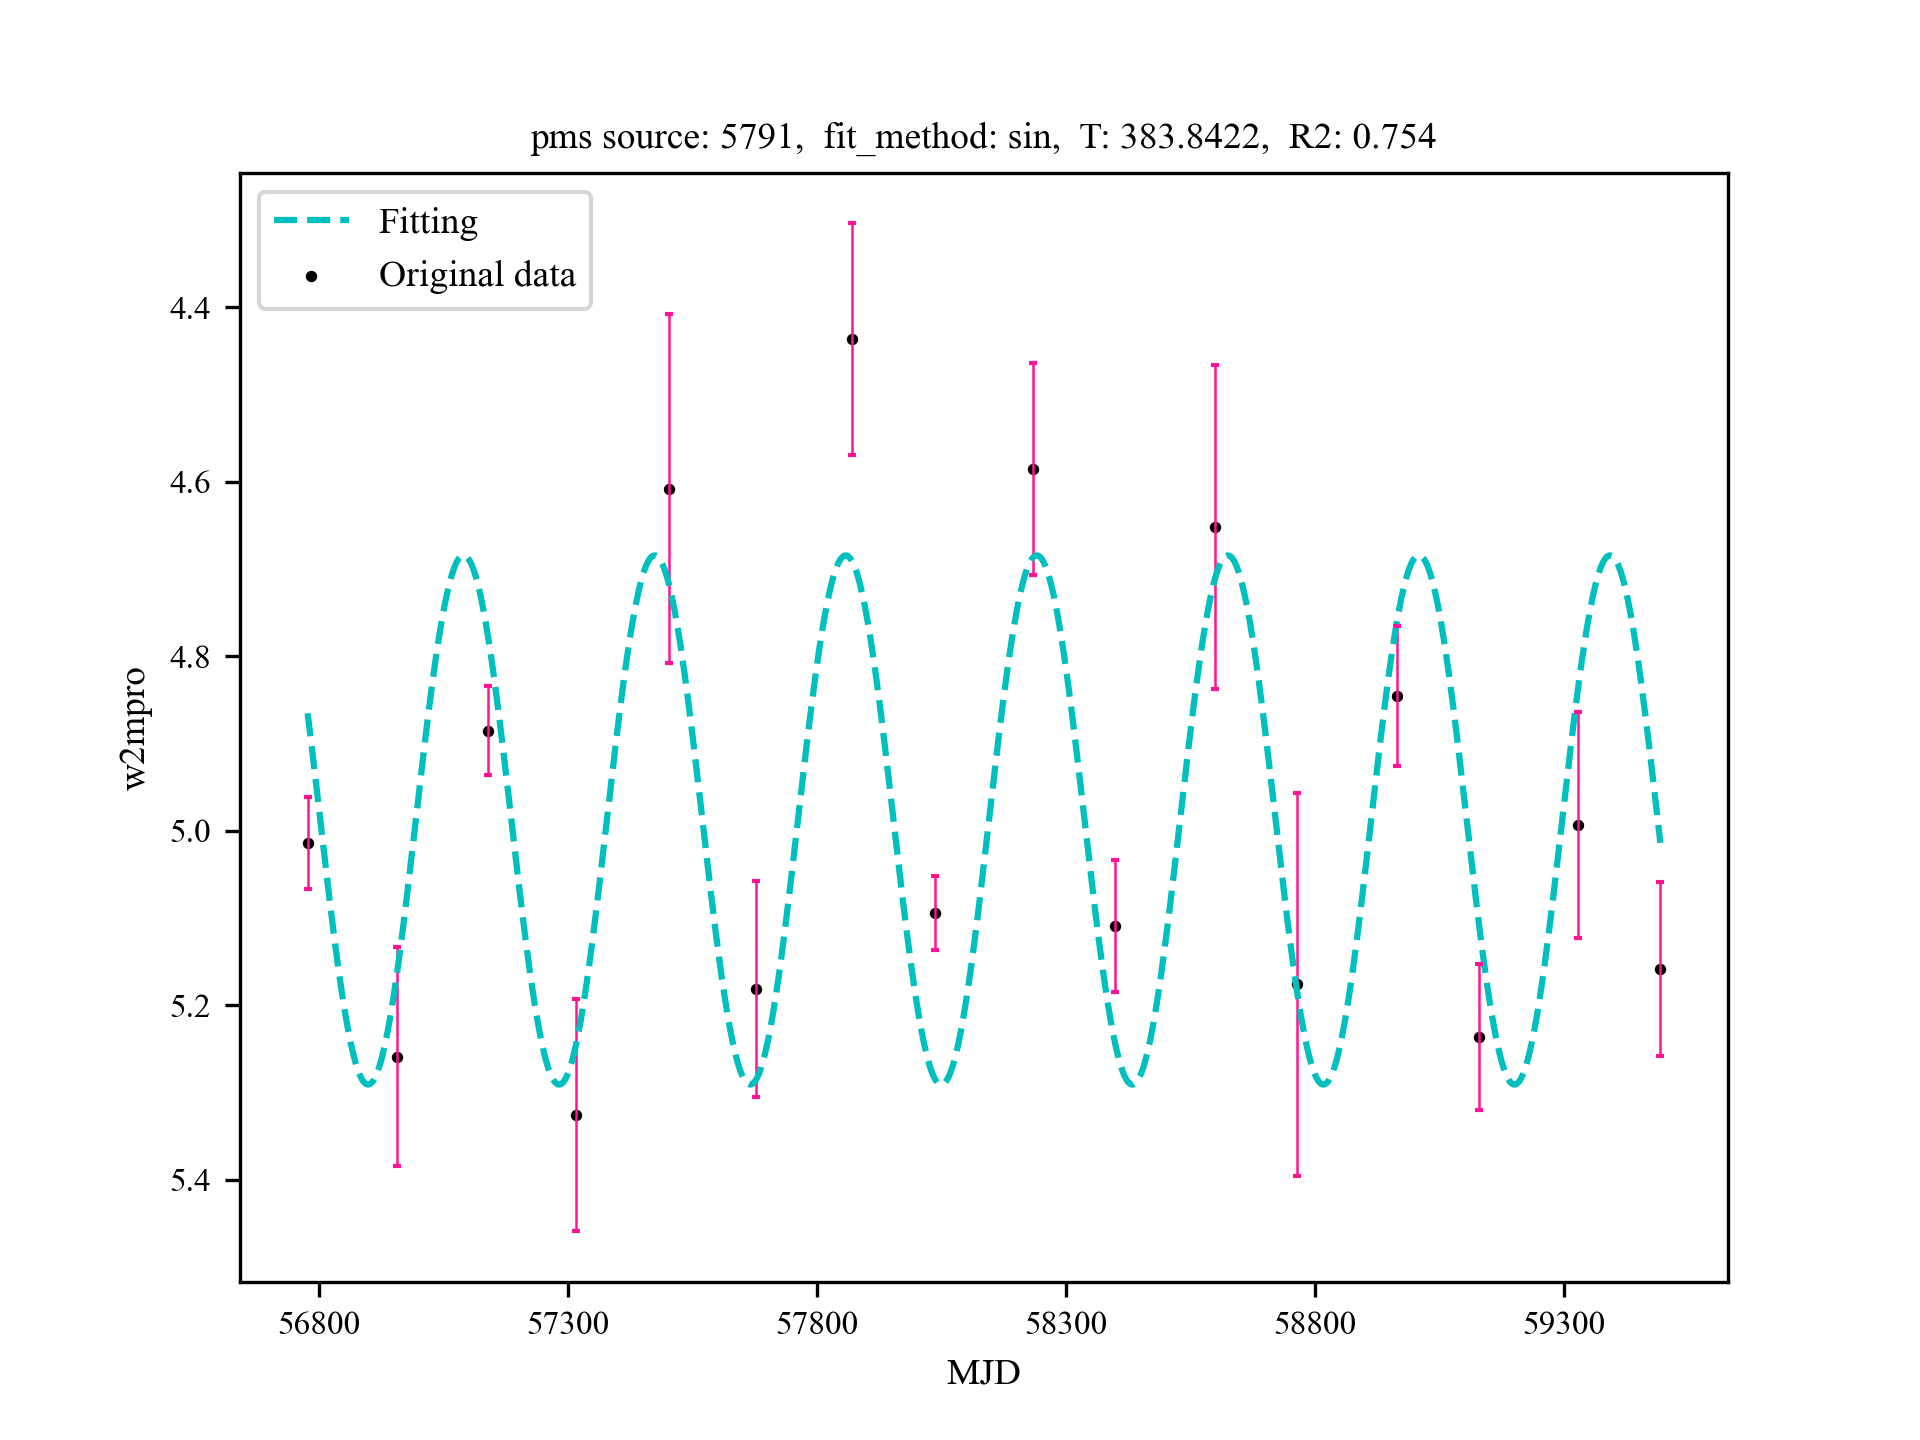 pms source: 5791, fit_method: sin, T: 383.8422, R2: 0.754
Fitting
Original data
4.4
4.6
4.8
5.0
5.2
5.4
w2mpro
56800 57300 57800 58300 58800 59300
MJD